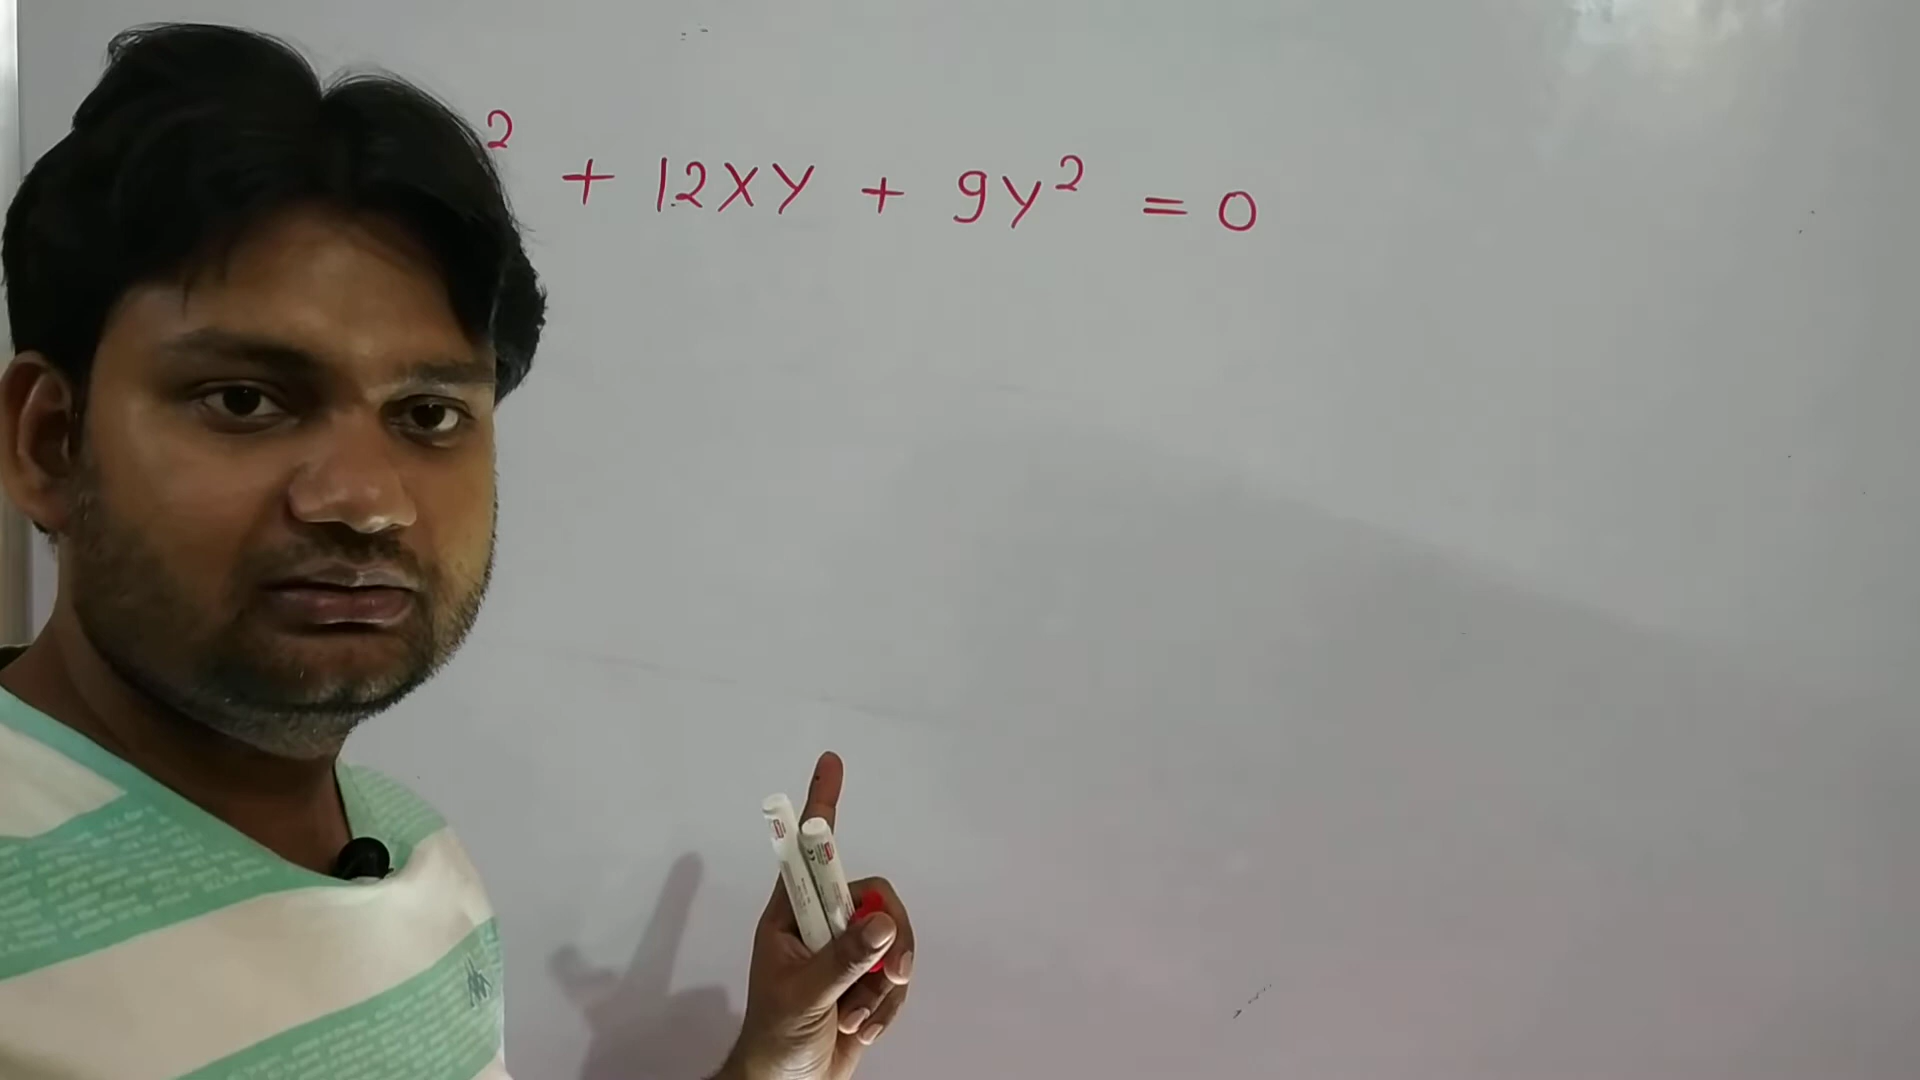 2 + 12XY + 9Y² = 0